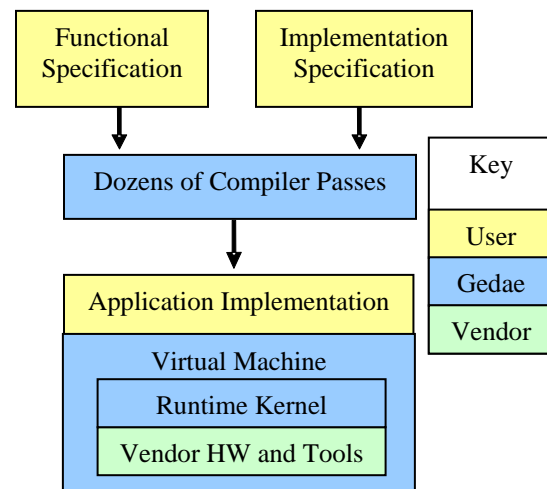 Functional
Specification
Implementation
Specification
Dozens of Compiler Passes
Key
User
Gedae
Vendor
Application Implementation
Virtual Machine
Runtime Kernel
Vendor HW and Tools